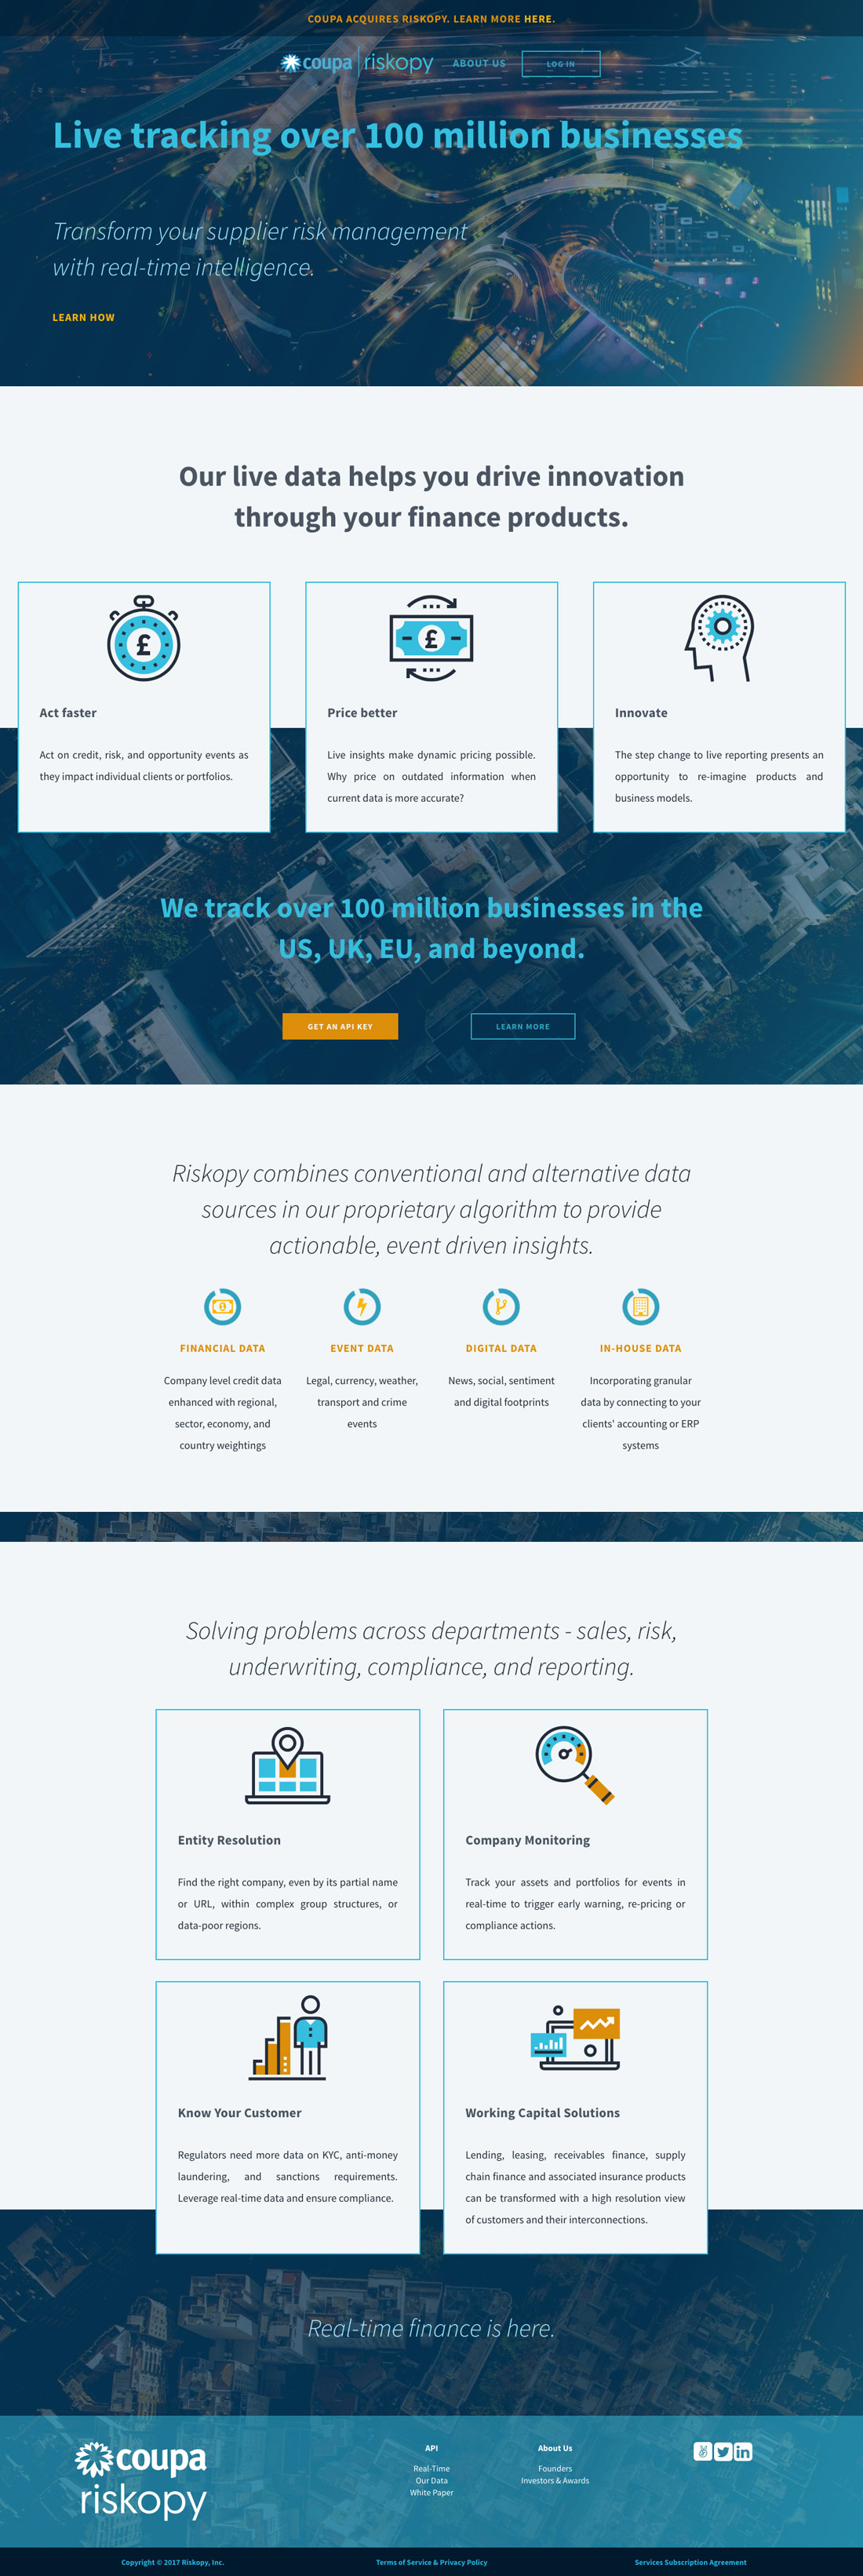 COUPA ACQUIRES RISKOPY. LEARN MORE HERE.
coupa riskopy ABOUT US LOG IN
Live tracking over 100 million businesses
Transform your supplier risk management
with real-time intelligence.
LEARN HOW
Our live data helps you drive innovation
through your finance products.
£
Act faster
Act on credit, risk, and opportunity events as
they impact individual clients or portfolios.
£
Price better
Live insights make dynamic pricing possible.
Why price on outdated information when
current data is more accurate?
Innovate
The step change to live reporting presents an
opportunity to re-imagine products and
business models.
We track over 100 million businesses in the
US, UK, EU, and beyond.
GET AN API KEY
LEARN MORE
Riskopy combines conventional and alternative data
sources in our proprietary algorithm to provide
actionable, event driven insights.
FINANCIAL DATA
Company level credit data
enhanced with regional,
sector, economy, and
country weightings
EVENT DATA
Legal, currency, weather,
transport and crime
events
DIGITAL DATA
News, social, sentiment
and digital footprints
IN-HOUSE DATA
Incorporating granular
data by connecting to your
clients' accounting or ERP
systems
Solving problems across departments - sales, risk,
underwriting, compliance, and reporting.
Entity Resolution
Find the right company, even by its partial name
or URL, within complex group structures, or
data-poor regions.
Company Monitoring
Track your assets and portfolios for events in
real-time to trigger early warning, re-pricing or
compliance actions.
Know Your Customer
Regulators need more data on KYC, anti-money
laundering, and sanctions requirements.
Leverage real-time data and ensure compliance.
Working Capital Solutions
Lending, leasing, receivables finance, supply
chain finance and associated insurance products
can be transformed with a high resolution view
of customers and their interconnections.
Real-time finance is here.
coupa
riskopy
API
Real-Time
Our Data
White Paper
About Us
Founders
Investors & Awards
in
Copyright © 2017 Riskopy, Inc.
Terms of Service & Privacy Policy
Services Subscription Agreement